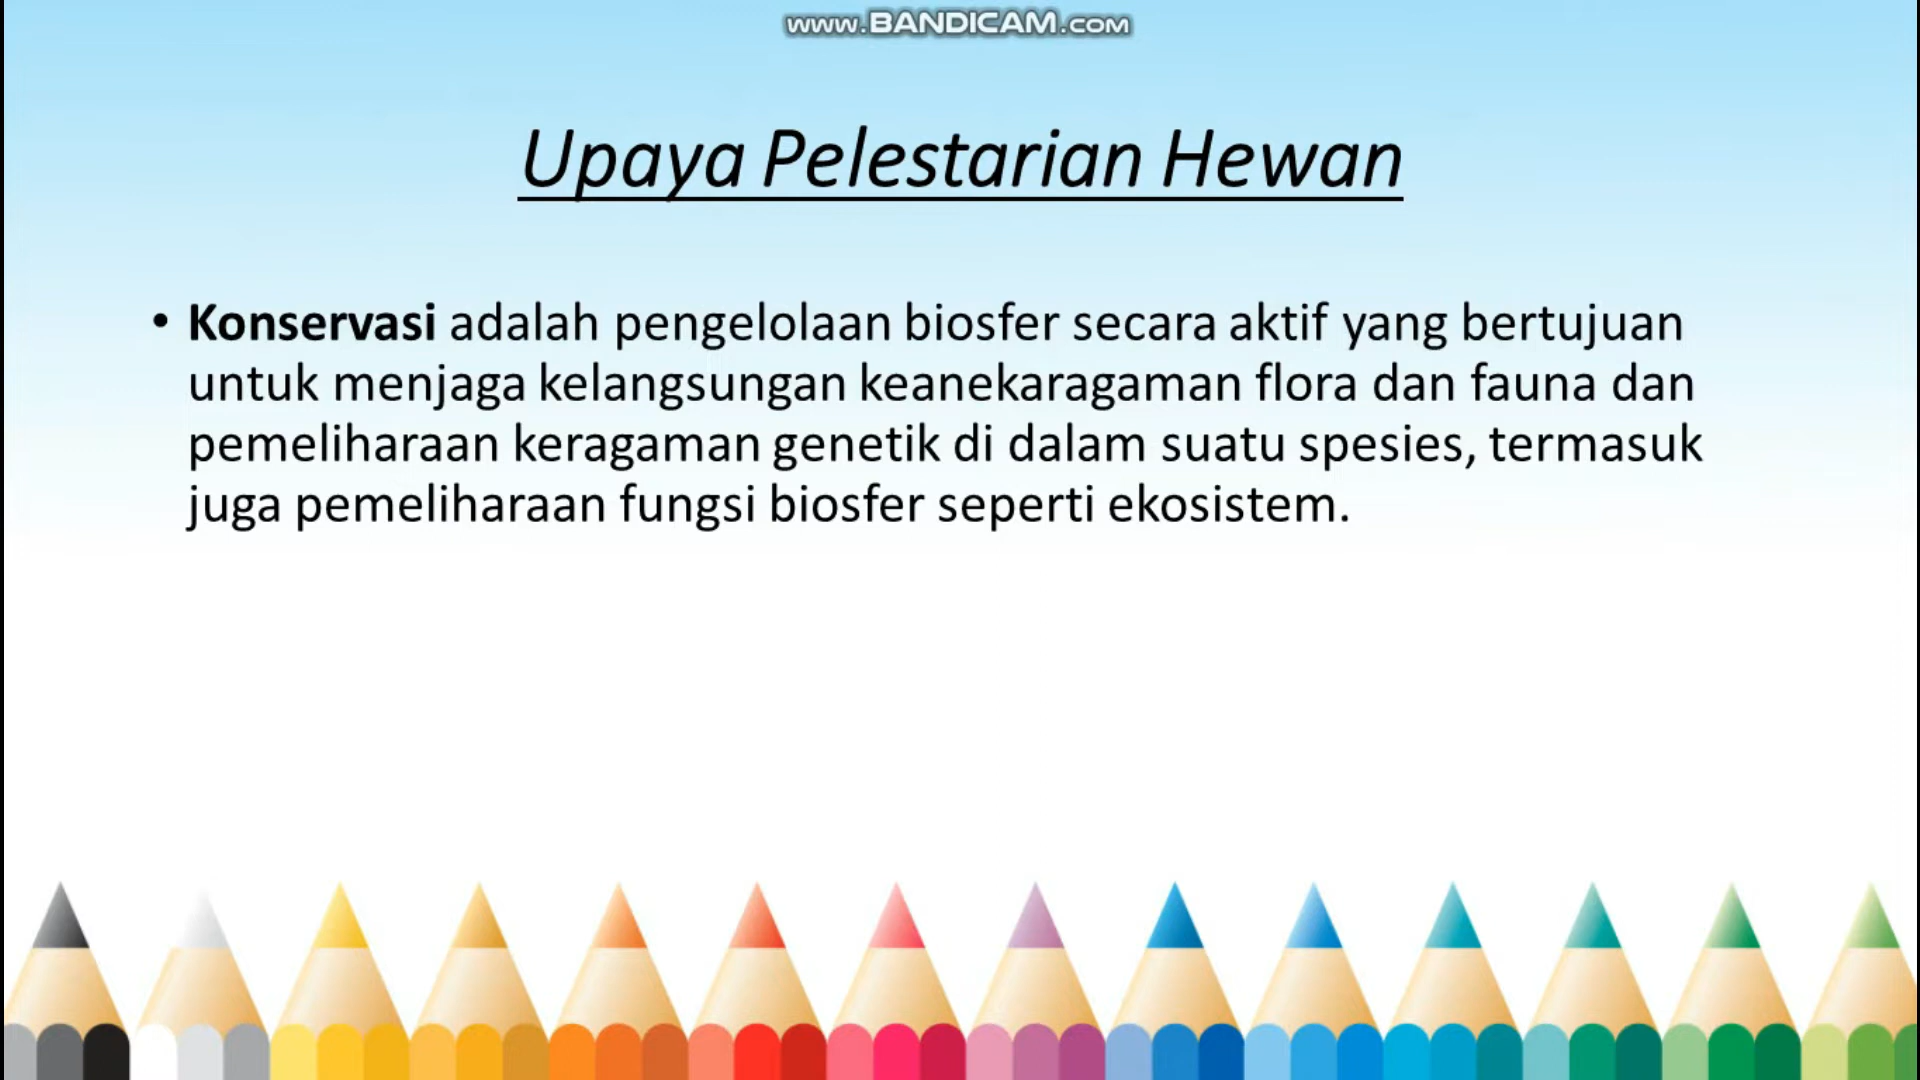 www.BANDICAM.com
Upaya Pelestarian Hewan
• Konservasi adalah pengelolaan biosfer secara aktif yang bertujuan
untuk menjaga kelangsungan keanekaragaman flora dan fauna dan
pemeliharaan keragaman genetik di dalam suatu spesies, termasuk
juga pemeliharaan fungsi biosfer seperti ekosistem.